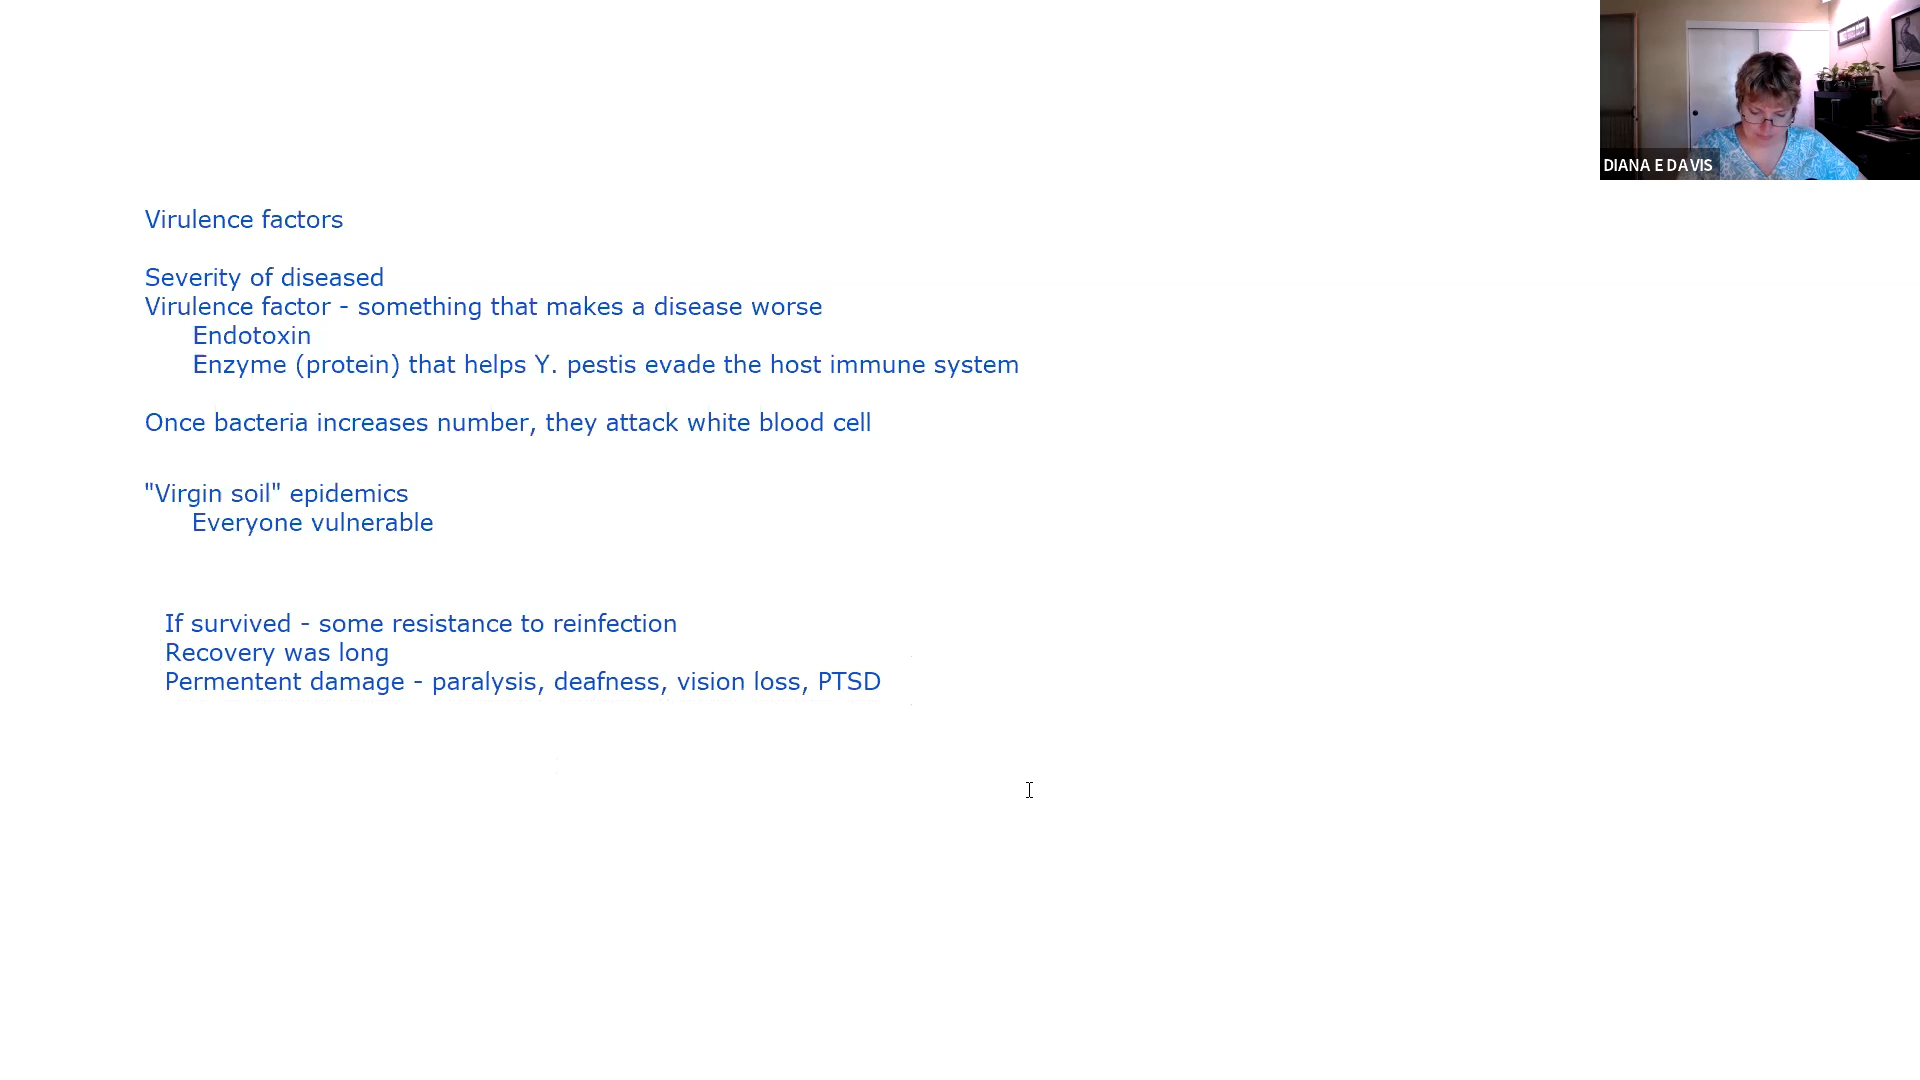 DIANA E DAVIS
Virulence factors
Severity of diseased
Virulence factor - something that makes a disease worse
Endotoxin
Enzyme (protein) that helps Y. pestis evade the host immune system
Once bacteria increases number, they attack white blood cell
"Virgin soil" epidemics
Everyone vulnerable
If survived - some resistance to reinfection
Recovery was long
Permentent damage - paralysis, deafness, vision loss, PTSD